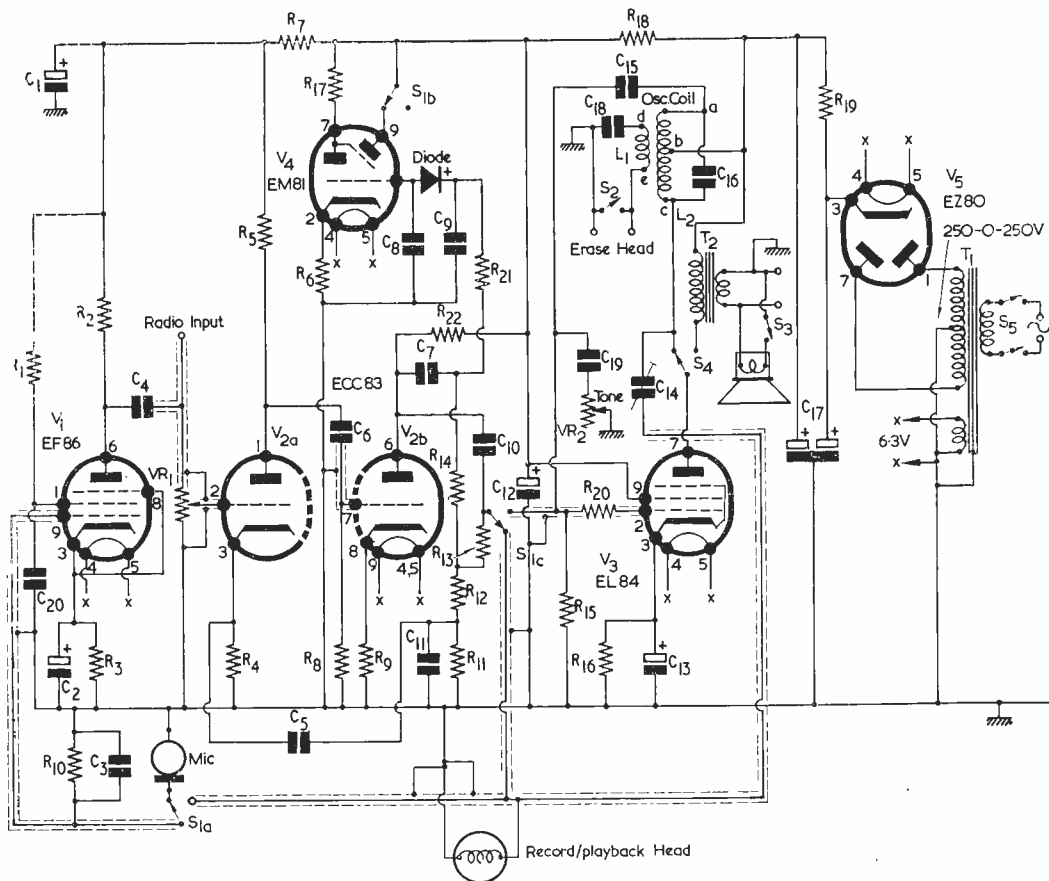 R7
R18
C1
+
R17
S1b
C15
C18
Osc.Coil
d
a
L1
b
e
C16
S2
c
L2
Erase Head
R19
x
x
4
5
3
V5
EZ80
250-0-250V
7
1
T1
S5
7
9
V4
EM81
Diode
+
2
4
5
x
x
C8
C9
R5
R6
R21
R22
T2
S3
S4
R2
Radio Input
C4
V1
EF86
6
VR1
1
8
9
3
4
5
x
x
V2a
1
2
3
ECC83
C6
C7
V2b
6
7
8
9
4,5
x
x
R14
C10
R13
R12
C19
Tone
VR2
C14
C12
+
S1c
R20
7
9
2
3
V3
EL84
4
5
x
x
C17
+
+
x
6·3V
x
C20
C2
+
R3
R4
R8
R9
C11
R11
R15
R16
+
C13
C5
R10
C3
Mic
S1a
Record/playback Head